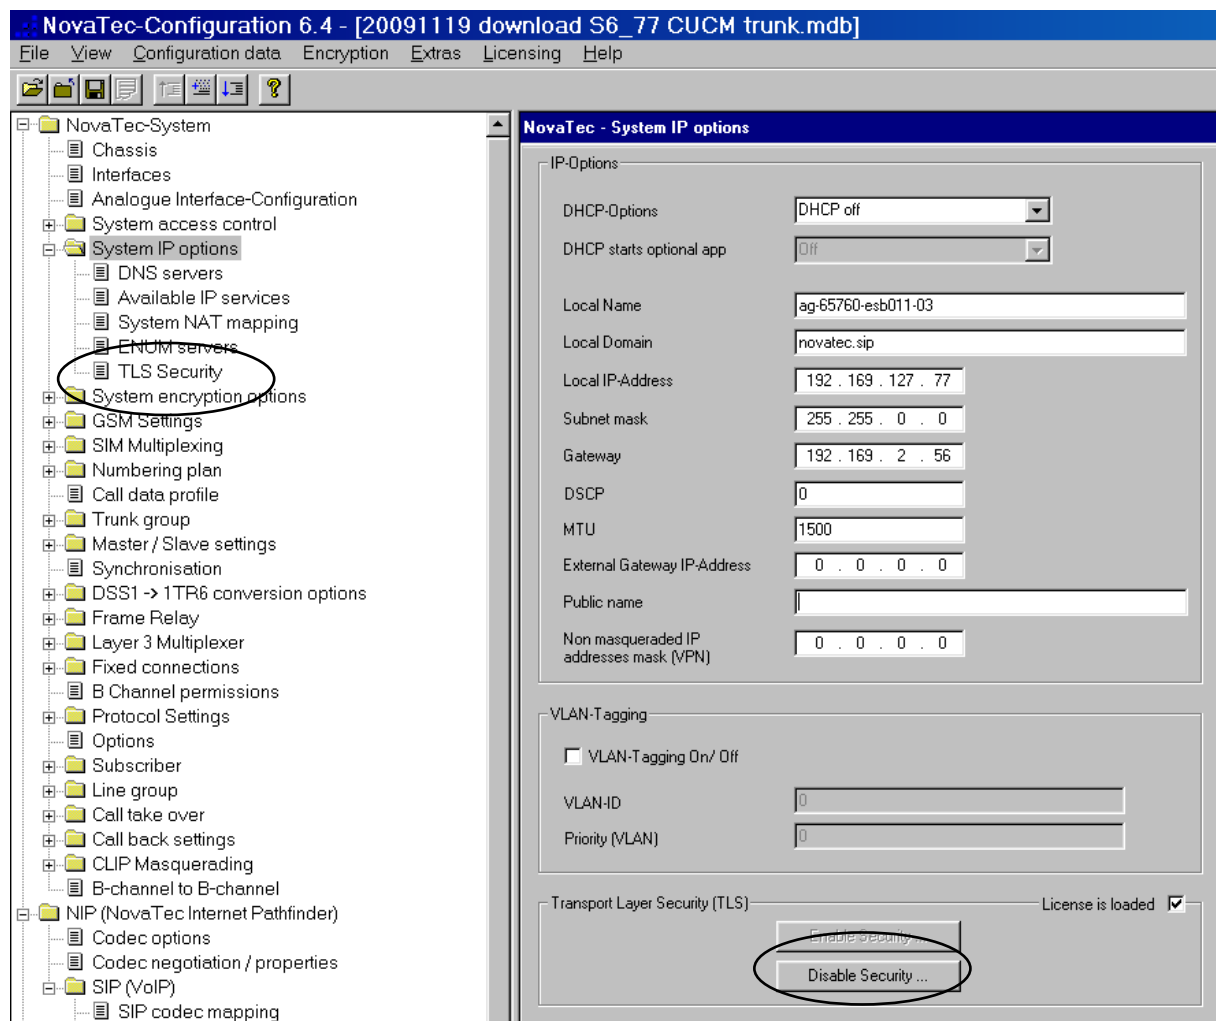 NovaTec-Configuration 6.4 - [20091119 download S6_77 CUCM trunk.mdb]
File View Configuration data Encryption Extras Licensing Help
NovaTec-System
Chassis
Interfaces
Analogue Interface-Configuration
System access control
System IP options
DNS servers
Available IP services
System NAT mapping
ENUM servers
TLS Security
System encryption options
GSM Settings
SIM Multiplexing
Numbering plan
Call data profile
Trunk group
Master / Slave settings
Synchronisation
DSS1 -> 1TR6 conversion options
Frame Relay
Layer 3 Multiplexer
Fixed connections
B Channel permissions
Protocol Settings
Options
Subscriber
Line group
Call take over
Call back settings
CLIP Masquerading
B-channel to B-channel
NIP (NovaTec Internet Pathfinder)
Codec options
Codec negotiation / properties
SIP (VoIP)
SIP codec mapping
NovaTec - System IP options
IP-Options
DHCP-Options DHCP off
DHCP starts optional app Off
Local Name ag-65760-esb011-03
Local Domain novatec.sip
Local IP-Address 192 . 169 . 127 . 77
Subnet mask 255 . 255 . 0 . 0
Gateway 192 . 169 . 2 . 56
DSCP 0
MTU 1500
External Gateway IP-Address 0 . 0 . 0 . 0
Public name
Non masqueraded IP
addresses mask (VPN) 0 . 0 . 0 . 0
VLAN-Tagging
VLAN-Tagging On/ Off
VLAN-ID 0
Priority (VLAN) 0
Transport Layer Security (TLS) License is loaded
Enable Security ...
Disable Security ...